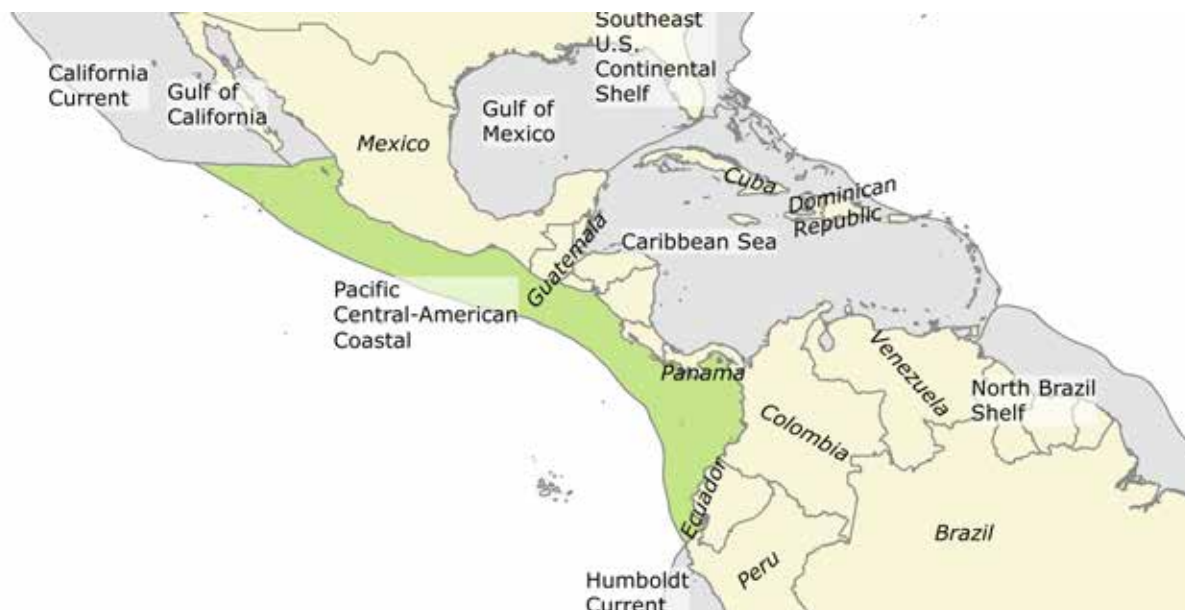 Southeast
U.S.
Continental
Shelf
California
Current
Gulf of
California
Gulf of
Mexico
Mexico
Cuba
Dominican
Republic
Guatemala
Caribbean Sea
Pacific
Central-American
Coastal
Panama
Venezuela
North Brazil
Shelf
Colombia
Ecuador
Brazil
Peru
Humboldt
Current